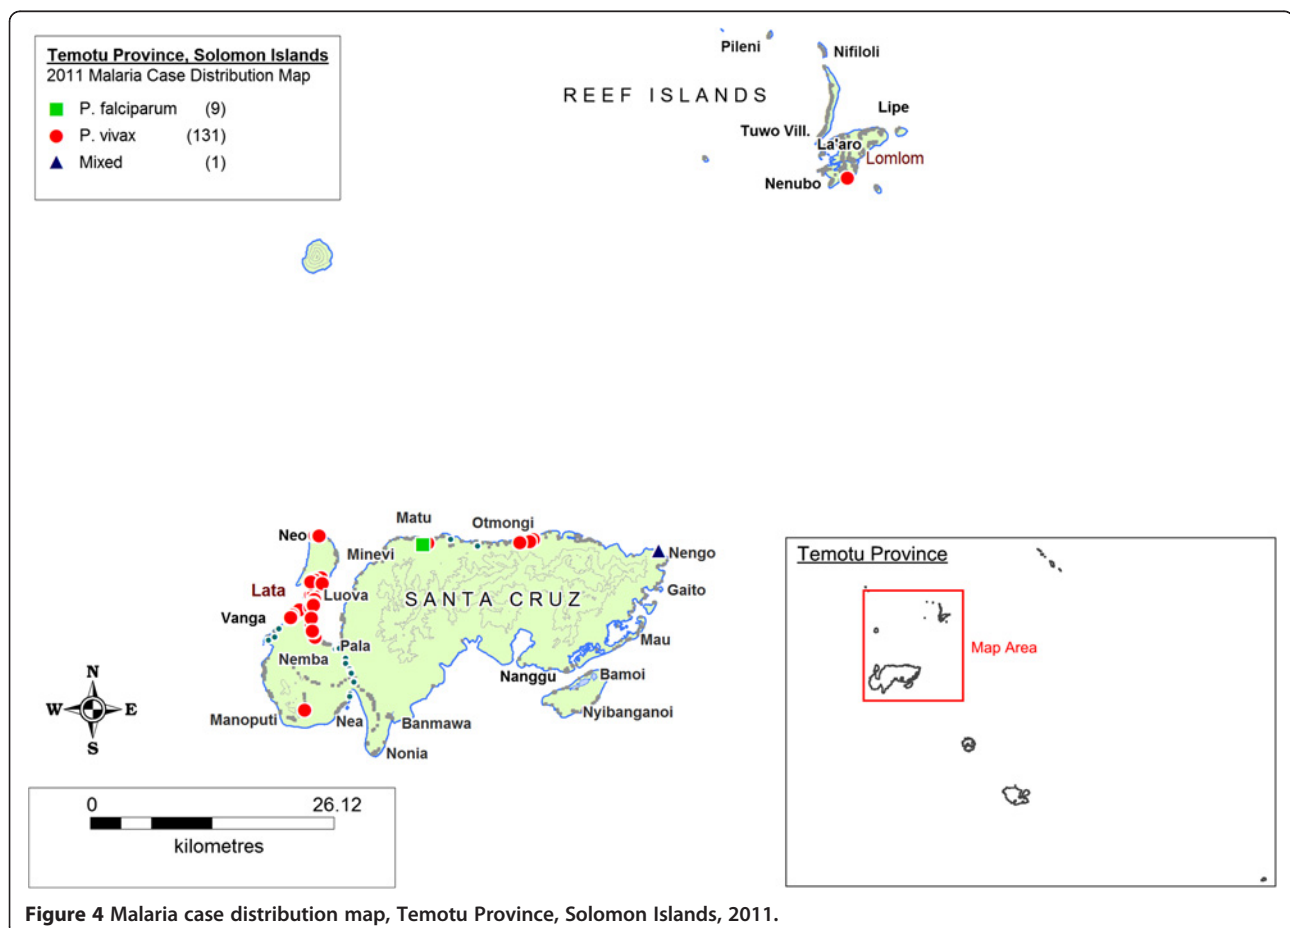 Temotu Province, Solomon Islands
2011 Malaria Case Distribution Map
P. falciparum (9)
P. vivax (131)
Mixed (1)
Pileni
Nifiloli
REEF ISLANDS
Lipe
Tuwo Vill.
La'aro
Lomlom
Nenubo
Neo
Matu
Otmongi
Minevi
Nengo
Lata
Luova
SANTA CRUZ
Gaito
Vanga
Pala
Mau
Nemba
Nanggu
Bamoi
Manoputi
Nea
Banmawa
Nyibanganoi
Nonia
N
W E
S
0 26.12
kilometres
Temotu Province
Map Area
Figure 4 Malaria case distribution map, Temotu Province, Solomon Islands, 2011.